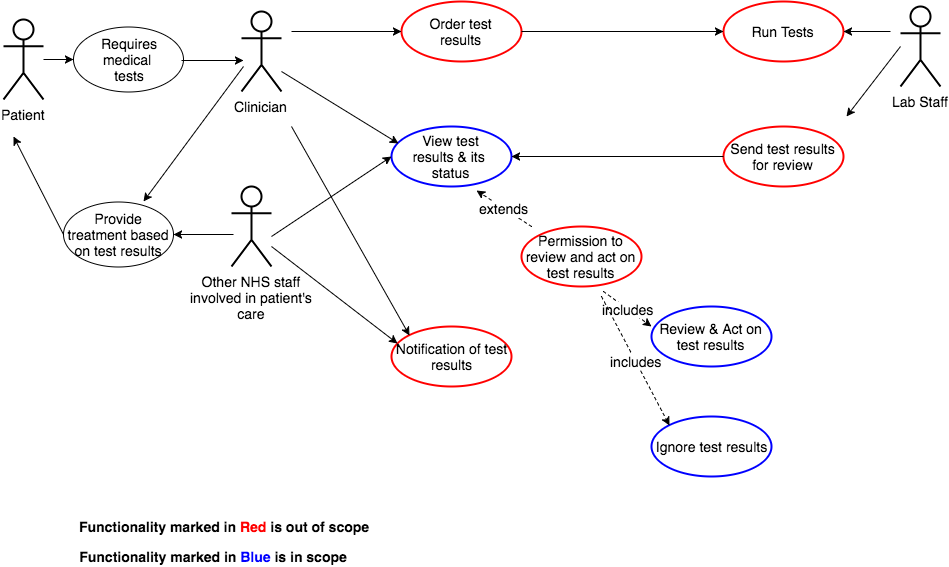 Order test
results
Run Tests
Requires
medical
tests
Patient
Clinician
Lab Staff
View test
results & its
status
Send test results
for review
extends
Provide
treatment based
on test results
Permission to
review and act on
test results
Other NHS staff
involved in patient's
care
includes
Review & Act on
test results
Notification of test
results
includes
Ignore test results
Functionality marked in Red is out of scope
Functionality marked in Blue is in scope